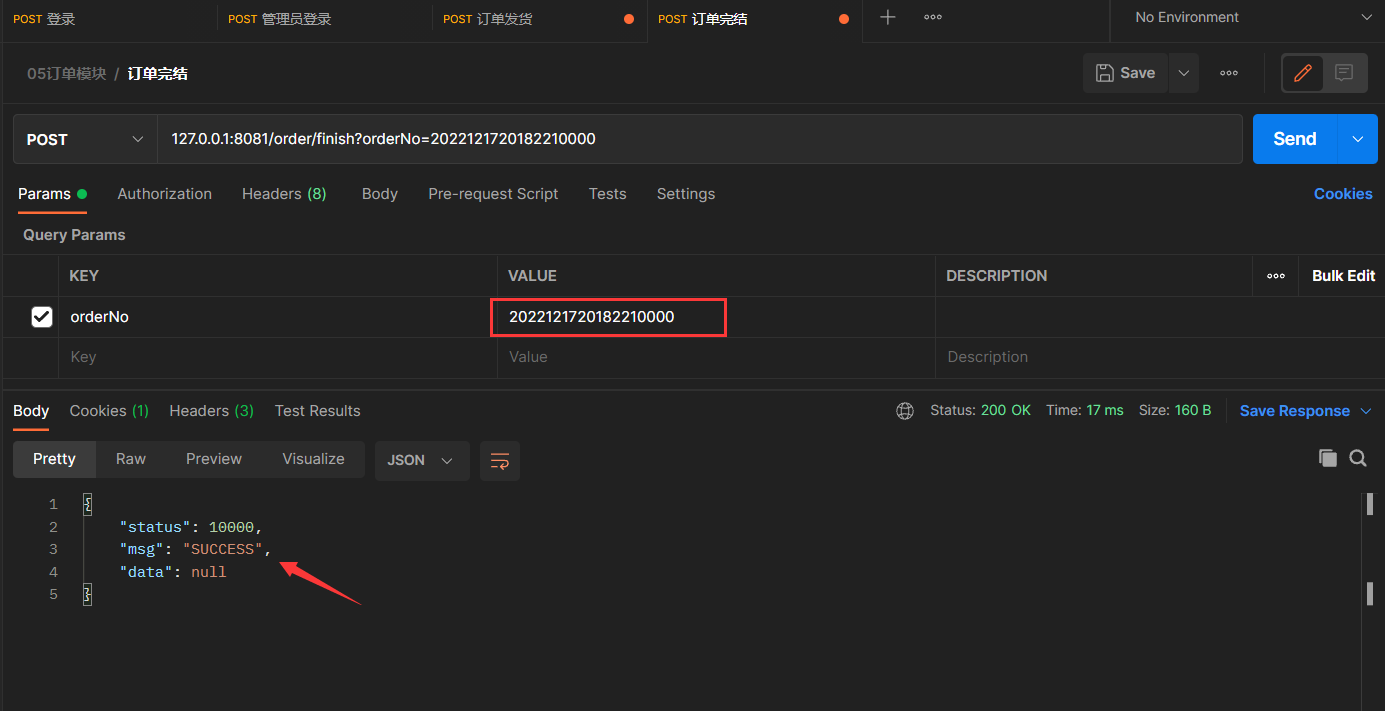 POST 登录 POST 管理员登录 POST 订单发货 POST 订单完结 No Environment
05订单模块 / 订单完结 Save
POST 127.0.0.1:8081/order/finish?orderNo=2022121720182210000 Send
Params Authorization Headers (8) Body Pre-request Script Tests Settings Cookies
Query Params
KEY VALUE DESCRIPTION Bulk Edit
orderNo 2022121720182210000
Key Value Description
Body Cookies (1) Headers (3) Test Results Status: 200 OK Time: 17 ms Size: 160 B Save Response
Pretty Raw Preview Visualize JSON
1 {
2 "status": 10000,
3 "msg": "SUCCESS",
4 "data": null
5 }